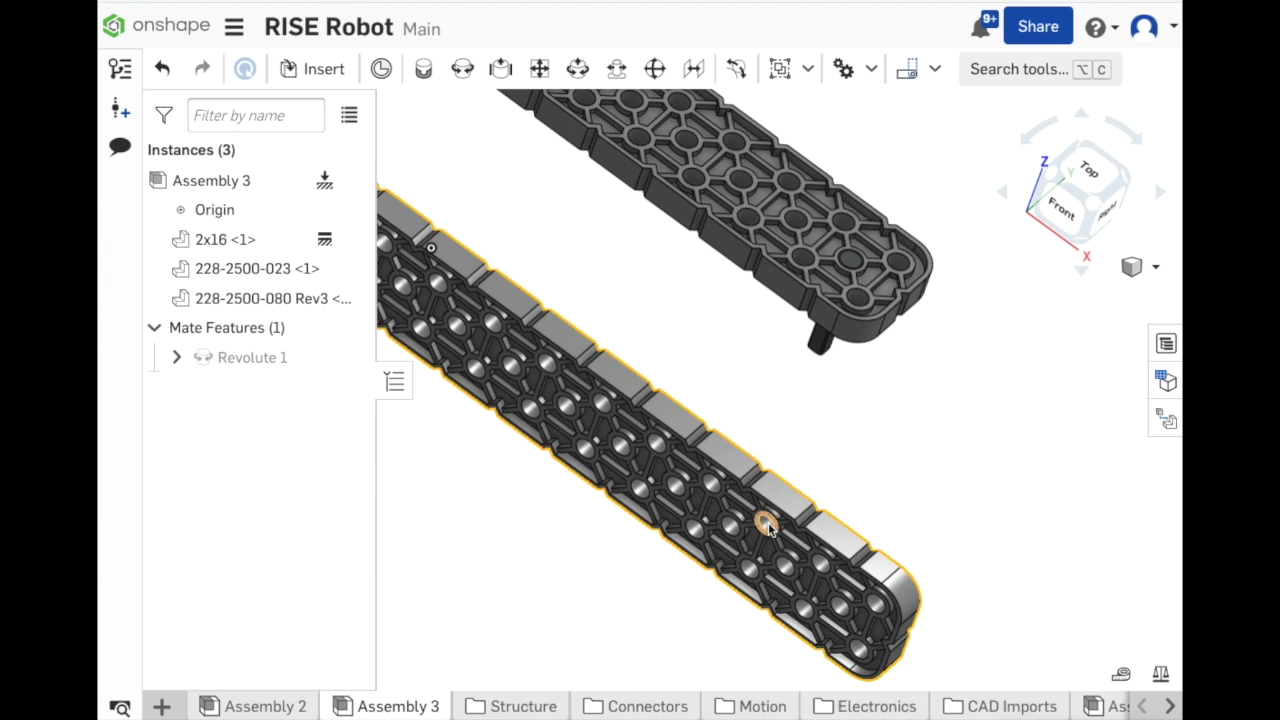 onshape
RISE Robot Main
9+
Share
Insert
Search tools... ⌥ C
Filter by name
Instances (3)
Assembly 3
Origin
2x16 <1>
228-2500-023 <1>
228-2500-080 Rev3 <...
Mate Features (1)
Revolute 1
Z
Y
X
Top
Front
Right
Assembly 2
Assembly 3
Structure
Connectors
Motion
Electronics
CAD Imports
As